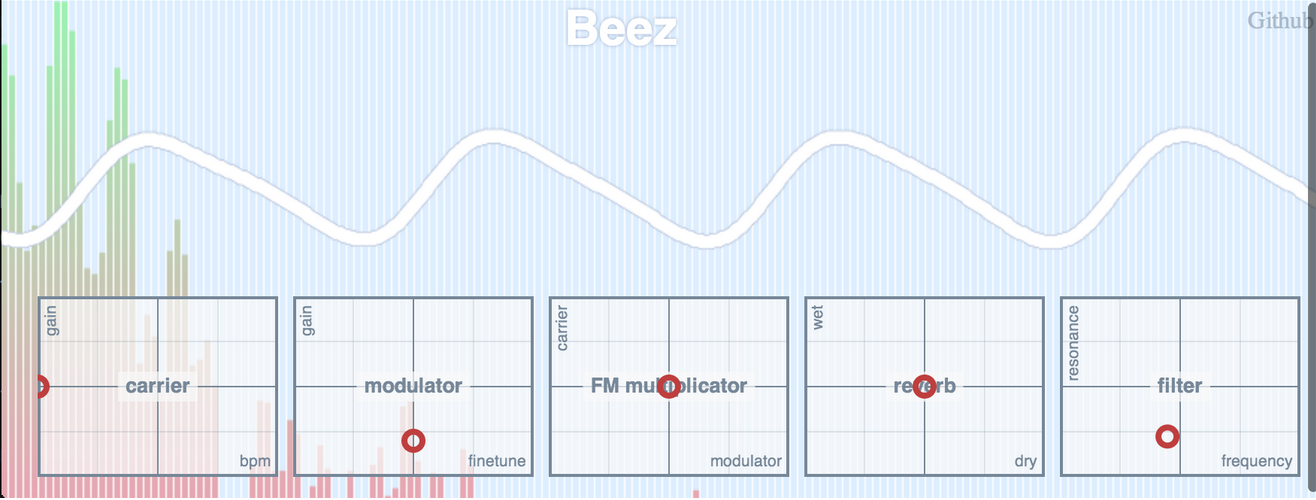 Beez
Github
gain
carrier
bpm
gain
modulator
finetune
carrier
FM multiplicator
modulator
wet
reverb
dry
resonance
filter
frequency